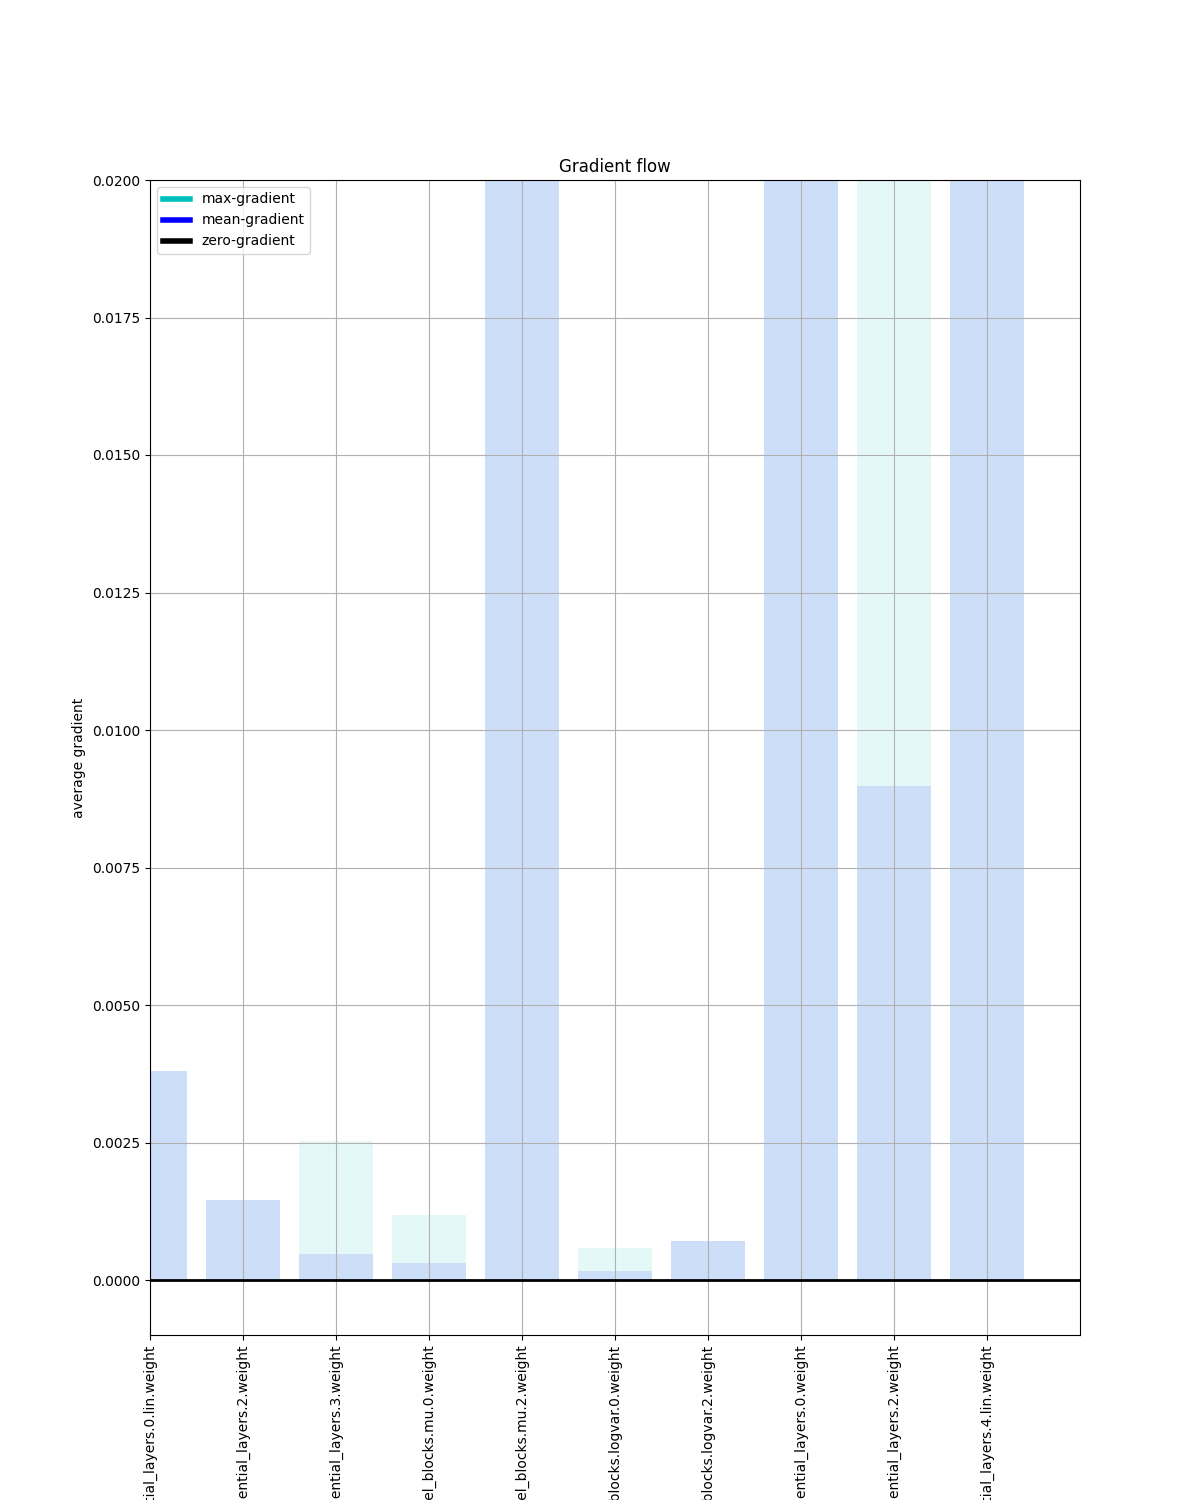 Gradient flow
max-gradient
mean-gradient
zero-gradient
0.0200
0.0175
0.0150
0.0125
0.0100
0.0075
0.0050
0.0025
0.0000
average gradient
tial_layers.0.lin.weight
ential_layers.2.weight
ential_layers.3.weight
el_blocks.mu.0.weight
el_blocks.mu.2.weight
blocks.logvar.0.weight
blocks.logvar.2.weight
ential_layers.0.weight
ential_layers.2.weight
tial_layers.4.lin.weight